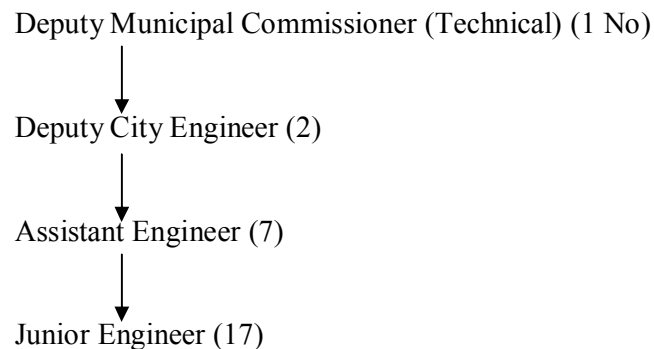 Deputy Municipal Commissioner (Technical) (1 No)
Deputy City Engineer (2)
Assistant Engineer (7)
Junior Engineer (17)